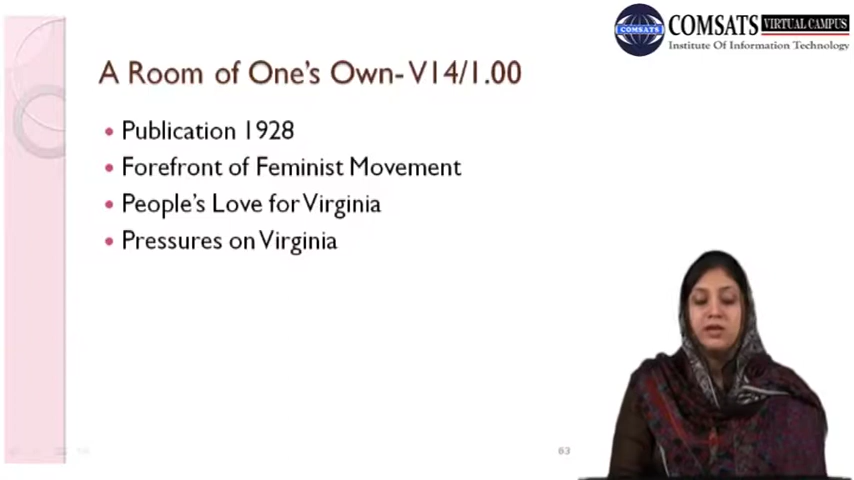 COMSATS VIRTUAL CAMPUS
Institute Of Information Technology
A Room of One's Own- V14/1.00
• Publication 1928
• Forefront of Feminist Movement
• People's Love for Virginia
• Pressures on Virginia
63